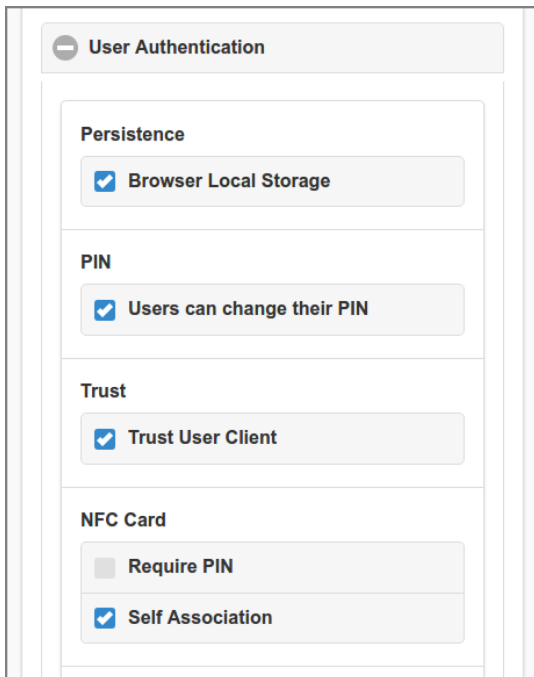 User Authentication
Persistence
Browser Local Storage
PIN
Users can change their PIN
Trust
Trust User Client
NFC Card
Require PIN
Self Association